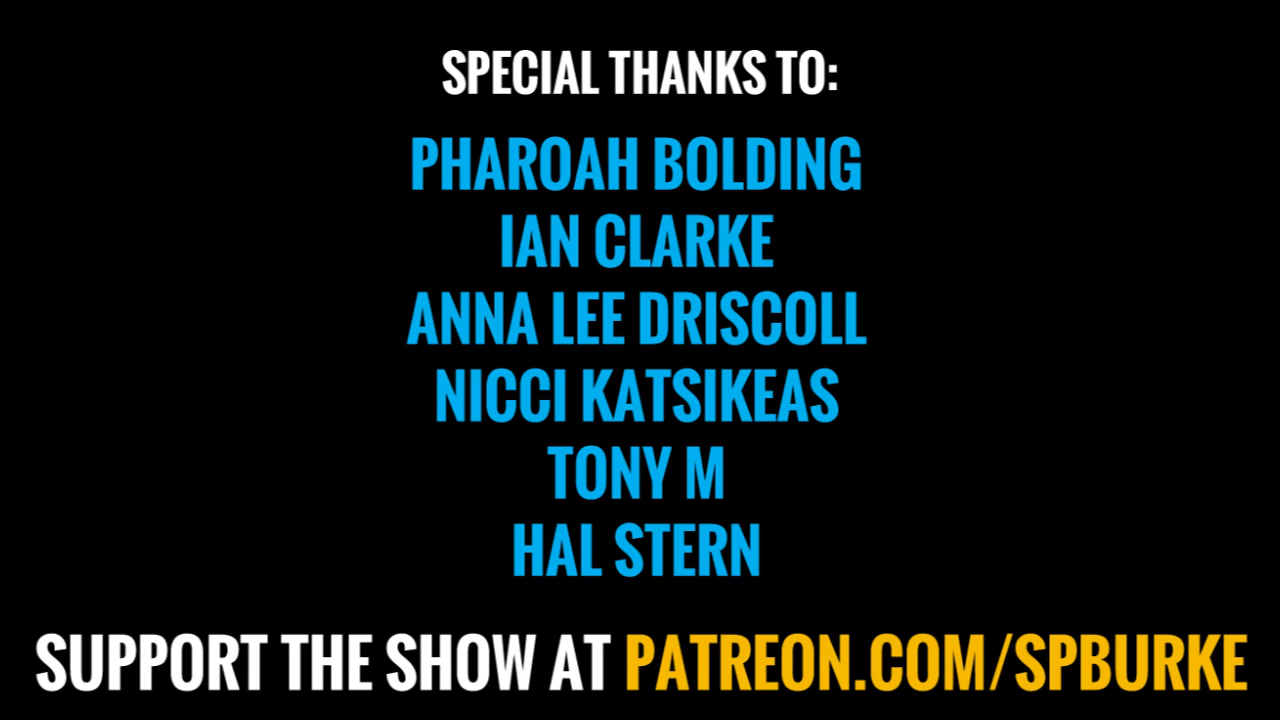 SPECIAL THANKS TO:
PHAROAH BOLDING
IAN CLARKE
ANNA LEE DRISCOLL
NICCI KATSIKEAS
TONY M
HAL STERN
SUPPORT THE SHOW AT PATREON.COM/SPBURKE